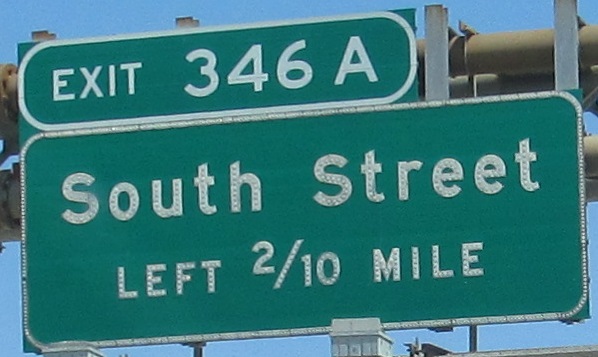 EXIT 346 A
South Street
LEFT 2/10 MILE